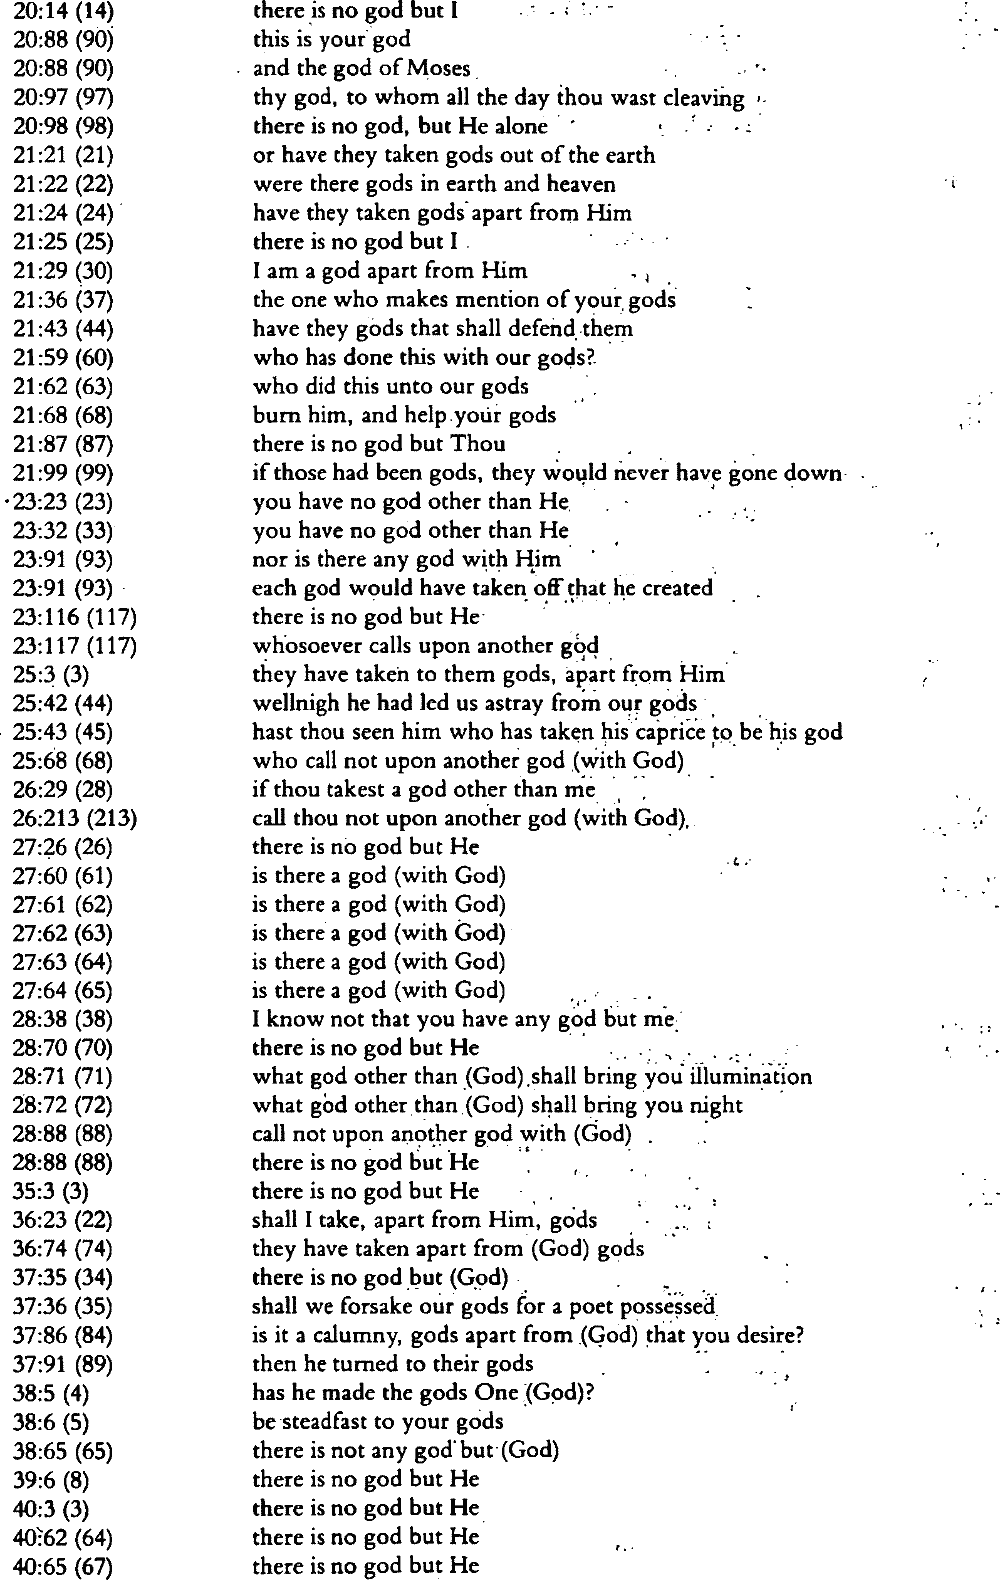 20:14 (14) there is no god but I
20:88 (90) this is your god
20:88 (90) and the god of Moses
20:97 (97) thy god, to whom all the day thou wast cleaving
20:98 (98) there is no god, but He alone
21:21 (21) or have they taken gods out of the earth
21:22 (22) were there gods in earth and heaven
21:24 (24) have they taken gods apart from Him
21:25 (25) there is no god but I
21:29 (30) I am a god apart from Him
21:36 (37) the one who makes mention of your gods
21:43 (44) have they gods that shall defend them
21:59 (60) who has done this with our gods?
21:62 (63) who did this unto our gods
21:68 (68) burn him, and help your gods
21:87 (87) there is no god but Thou
21:99 (99) if those had been gods, they would never have gone down
23:23 (23) you have no god other than He
23:32 (33) you have no god other than He
23:91 (93) nor is there any god with Him
23:91 (93) each god would have taken off that he created
23:116 (117) there is no god but He
23:117 (117) whosoever calls upon another god
25:3 (3) they have taken to them gods, apart from Him
25:42 (44) wellnigh he had led us astray from our gods
25:43 (45) hast thou seen him who has taken his caprice to be his god
25:68 (68) who call not upon another god (with God)
26:29 (28) if thou takest a god other than me
26:213 (213) call thou not upon another god (with God)
27:26 (26) there is no god but He
27:60 (61) is there a god (with God)
27:61 (62) is there a god (with God)
27:62 (63) is there a god (with God)
27:63 (64) is there a god (with God)
27:64 (65) is there a god (with God)
28:38 (38) I know not that you have any god but me
28:70 (70) there is no god but He
28:71 (71) what god other than (God) shall bring you illumination
28:72 (72) what god other than (God) shall bring you night
28:88 (88) call not upon another god with (God)
28:88 (88) there is no god but He
35:3 (3) there is no god but He
36:23 (22) shall I take, apart from Him, gods
36:74 (74) they have taken apart from (God) gods
37:35 (34) there is no god but (God)
37:36 (35) shall we forsake our gods for a poet possessed
37:86 (84) is it a calumny, gods apart from (God) that you desire?
37:91 (89) then he turned to their gods
38:5 (4) has he made the gods One (God)?
38:6 (5) be steadfast to your gods
38:65 (65) there is not any god but (God)
39:6 (8) there is no god but He
40:3 (3) there is no god but He
40:62 (64) there is no god but He
40:65 (67) there is no god but He